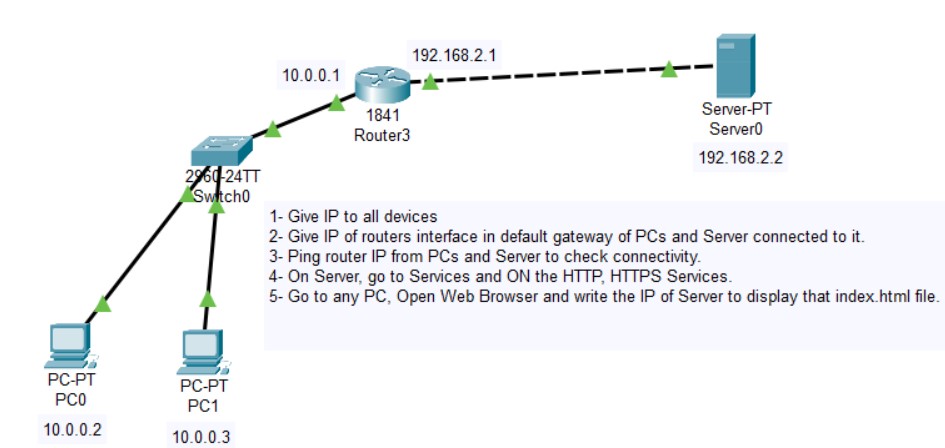 192.168.2.1
10.0.0.1
1841
Router3
Server-PT
Server0
192.168.2.2
2960-24TT
Switch0
1- Give IP to all devices
2- Give IP of routers interface in default gateway of PCs and Server connected to it.
3- Ping router IP from PCs and Server to check connectivity.
4- On Server, go to Services and ON the HTTP, HTTPS Services.
5- Go to any PC, Open Web Browser and write the IP of Server to display that index.html file.
PC-PT
PC0
10.0.0.2
PC-PT
PC1
10.0.0.3